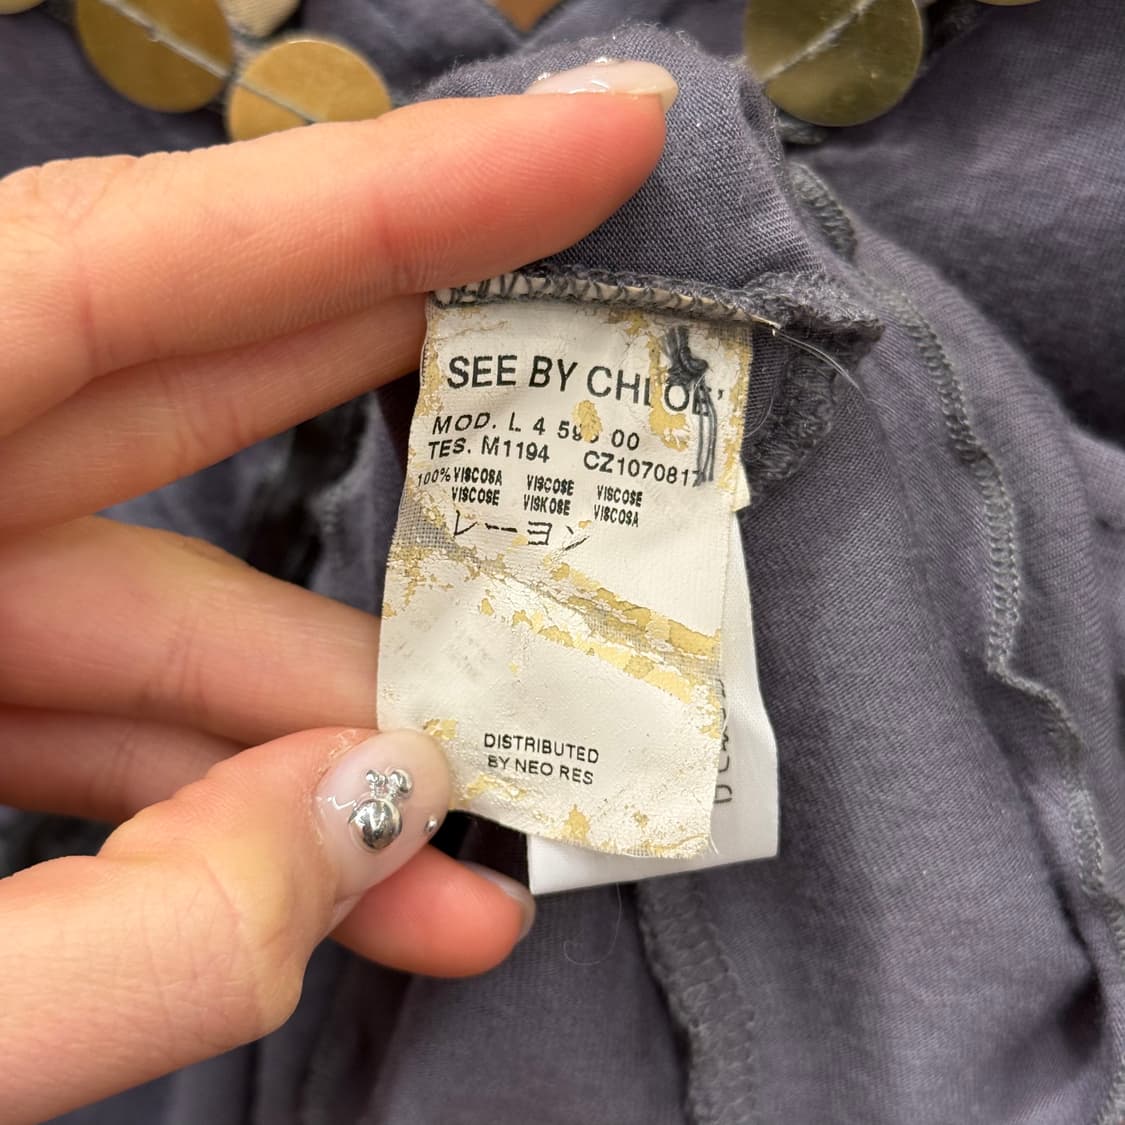 SEE BY CHLOE'
MOD. L 4 00
TES. M1194 CZ1070817
100% VISCOSA VISCOSE VISCOSE
VISCOSE VISKOSE VISCOSA
レーヨン
DISTRIBUTED
BY NEO RES